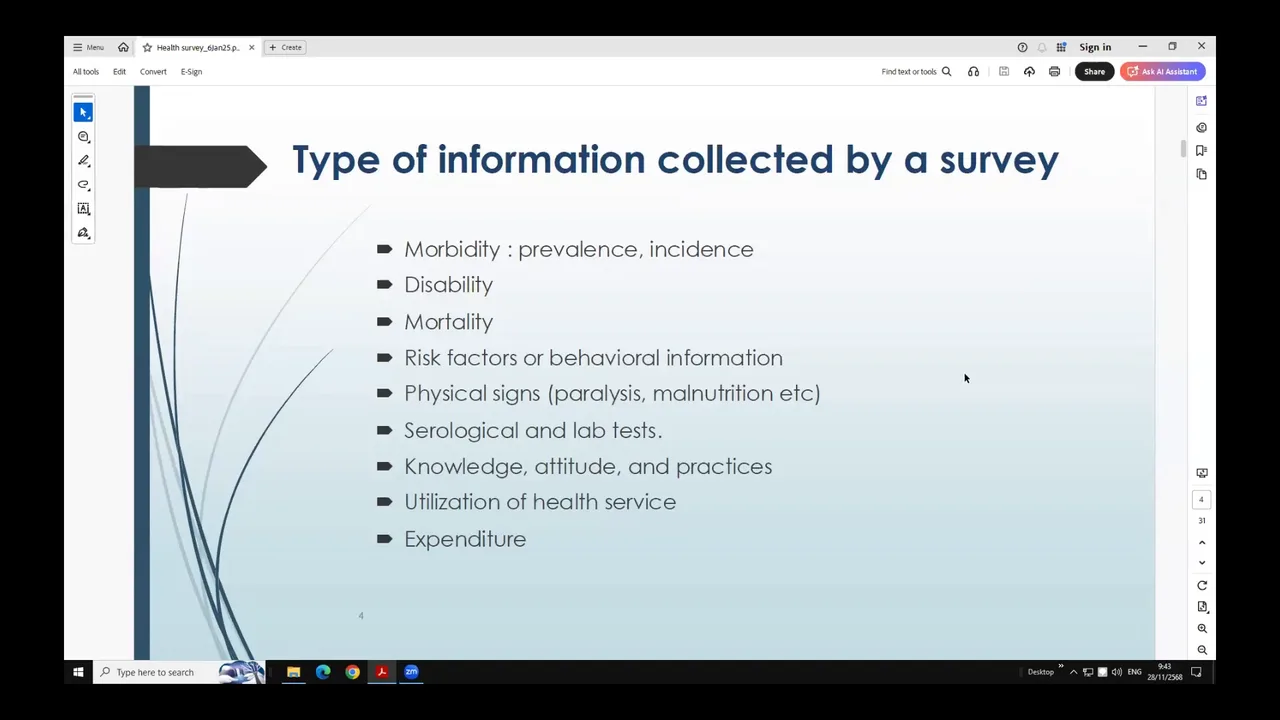 Menu
Health survey_6Jan25.p..
Create
Sign in
All tools
Edit
Convert
E-Sign
Find text or tools
Share
Ask AI Assistant
Type of information collected by a survey
Morbidity : prevalence, incidence
Disability
Mortality
Risk factors or behavioral information
Physical signs (paralysis, malnutrition etc)
Serological and lab tests.
Knowledge, attitude, and practices
Utilization of health service
Expenditure
4
4
31
Type here to search
zm
Desktop
ENG
9:43
28/11/2568